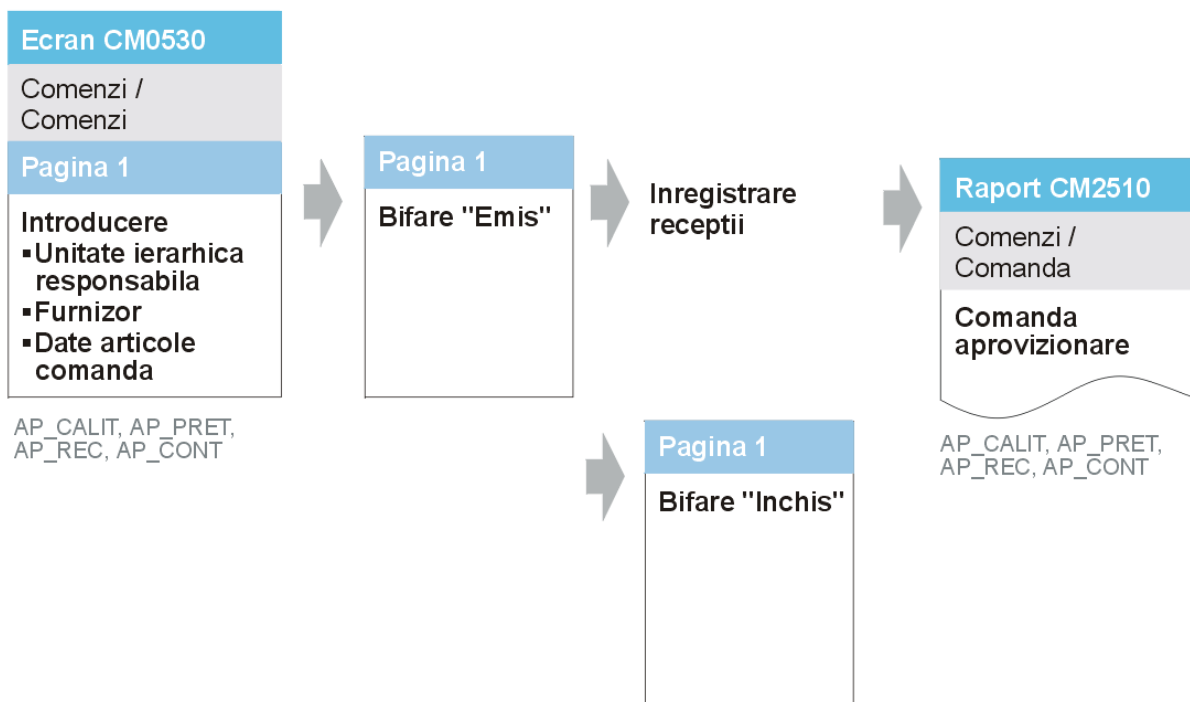 Ecran CM0530
Comenzi /
Comenzi
Pagina 1
Introducere
▪Unitate ierarhica
responsabila
▪Furnizor
▪Date articole
comanda
AP_CALIT, AP_PRET,
AP_REC, AP_CONT
Pagina 1
Bifare "Emis"
Inregistrare
receptii
Pagina 1
Bifare "Inchis"
Raport CM2510
Comenzi /
Comanda
Comanda
aprovizionare
AP_CALIT, AP_PRET,
AP_REC, AP_CONT